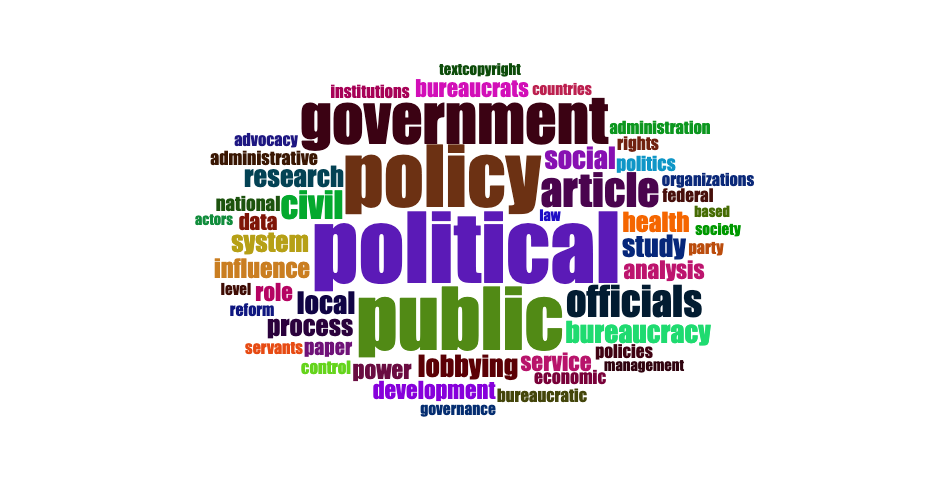 textcopyright
institutions bureaucrats countries
government
administration
advocacy
rights
administrative
policy
social
politics
research
article
organizations
federal
national
civil
actors
data
law
based
political
health
society
system
study
party
influence
analysis
level
role
local
public
officials
reform
process
bureaucracy
servants
paper
control
power
lobbying
service
policies
management
economic
development
bureaucratic
governance